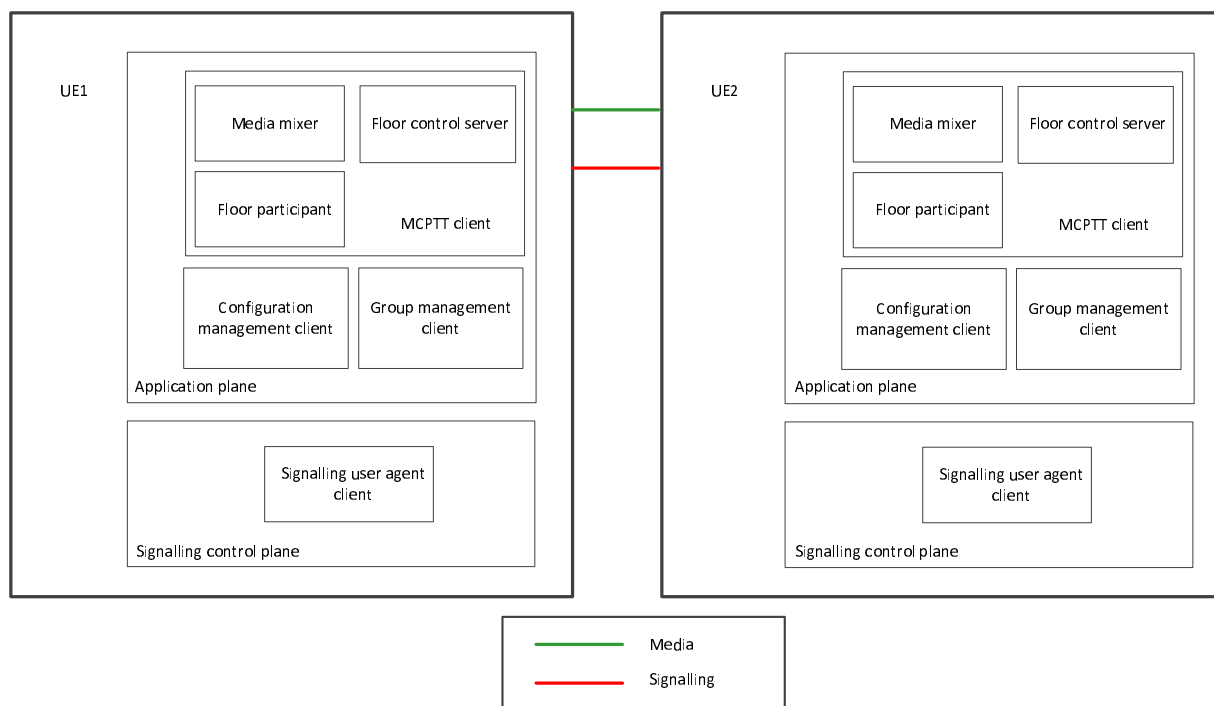 UE1
Media mixer
Floor control server
Floor participant
MCPTT client
Configuration
management client
Group management
client
Application plane
Signalling user agent
client
Signalling control plane
UE2
Media mixer
Floor control server
Floor participant
MCPTT client
Configuration
management client
Group management
client
Application plane
Signalling user agent
client
Signalling control plane
Media
Signalling